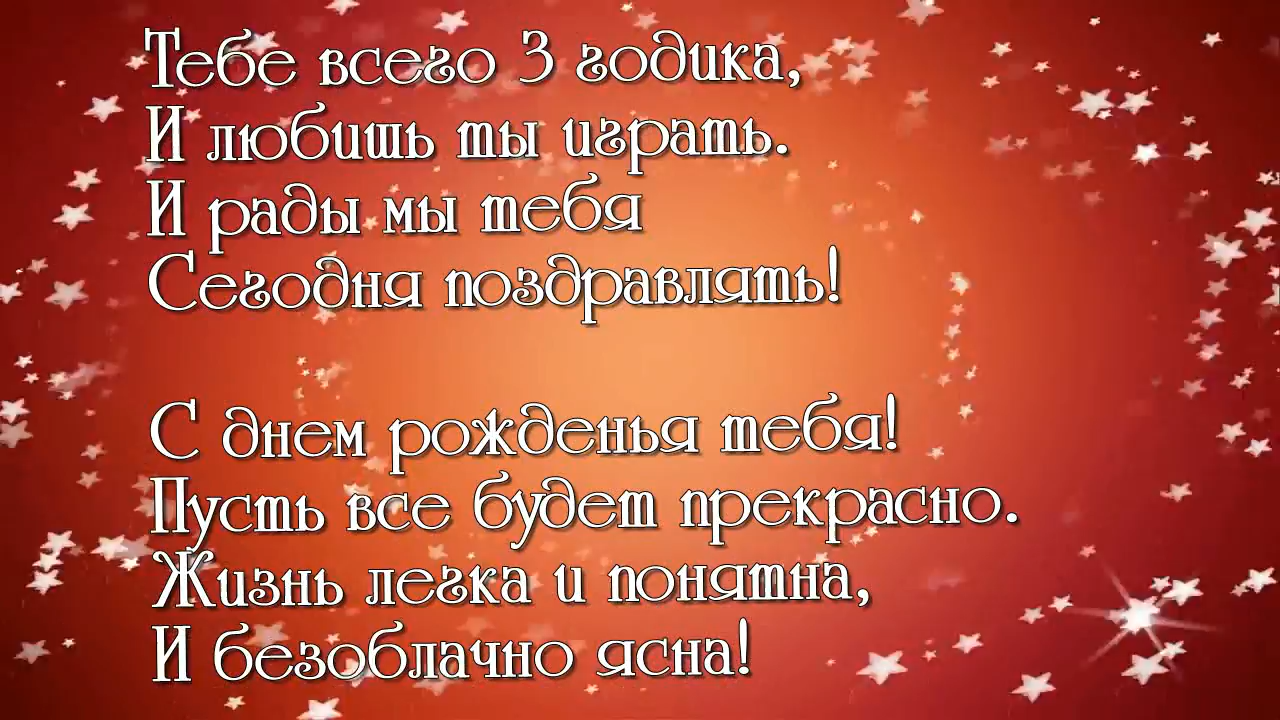 Тебе всего 3 годика,
И любишь ты играть.
И рады мы тебя
Сегодня поздравлять!
С днем рожденья тебя!
Пусть все будет прекрасно.
Жизнь легка и понятна,
И безоблачно ясна!